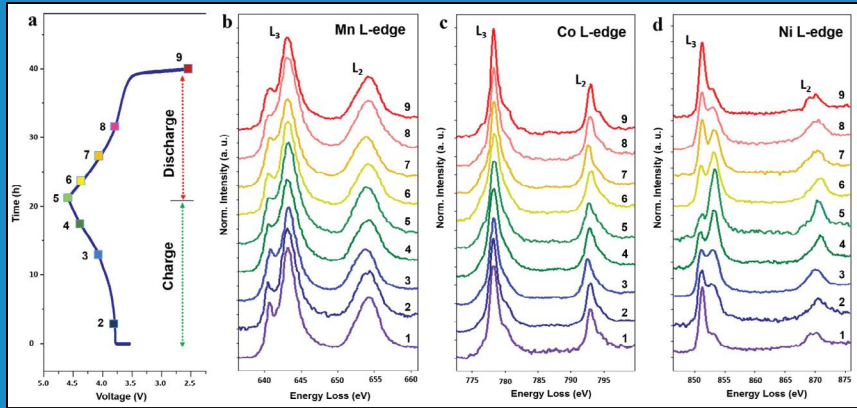 a
Time (h)
40
30
20
10
0
9
8
7
6
5
4
3
2
Discharge
Charge
5.0 4.5 4.0 3.5 3.0 2.5
Voltage (V)
b
L3
Mn L-edge
L2
Norm. Intensity (a. u.)
9
8
7
6
5
4
3
2
1
640 645 650 655 660
Energy Loss (eV)
c
L3
Co L-edge
L2
Norm. Intensity (a. u.)
9
8
7
6
5
4
3
2
1
775 780 785 790 795
Energy Loss (eV)
d
L3
Ni L-edge
L2
Norm. Intensity (a. u.)
9
8
7
6
5
4
3
2
1
850 855 860 865 870 875
Energy Loss (eV)